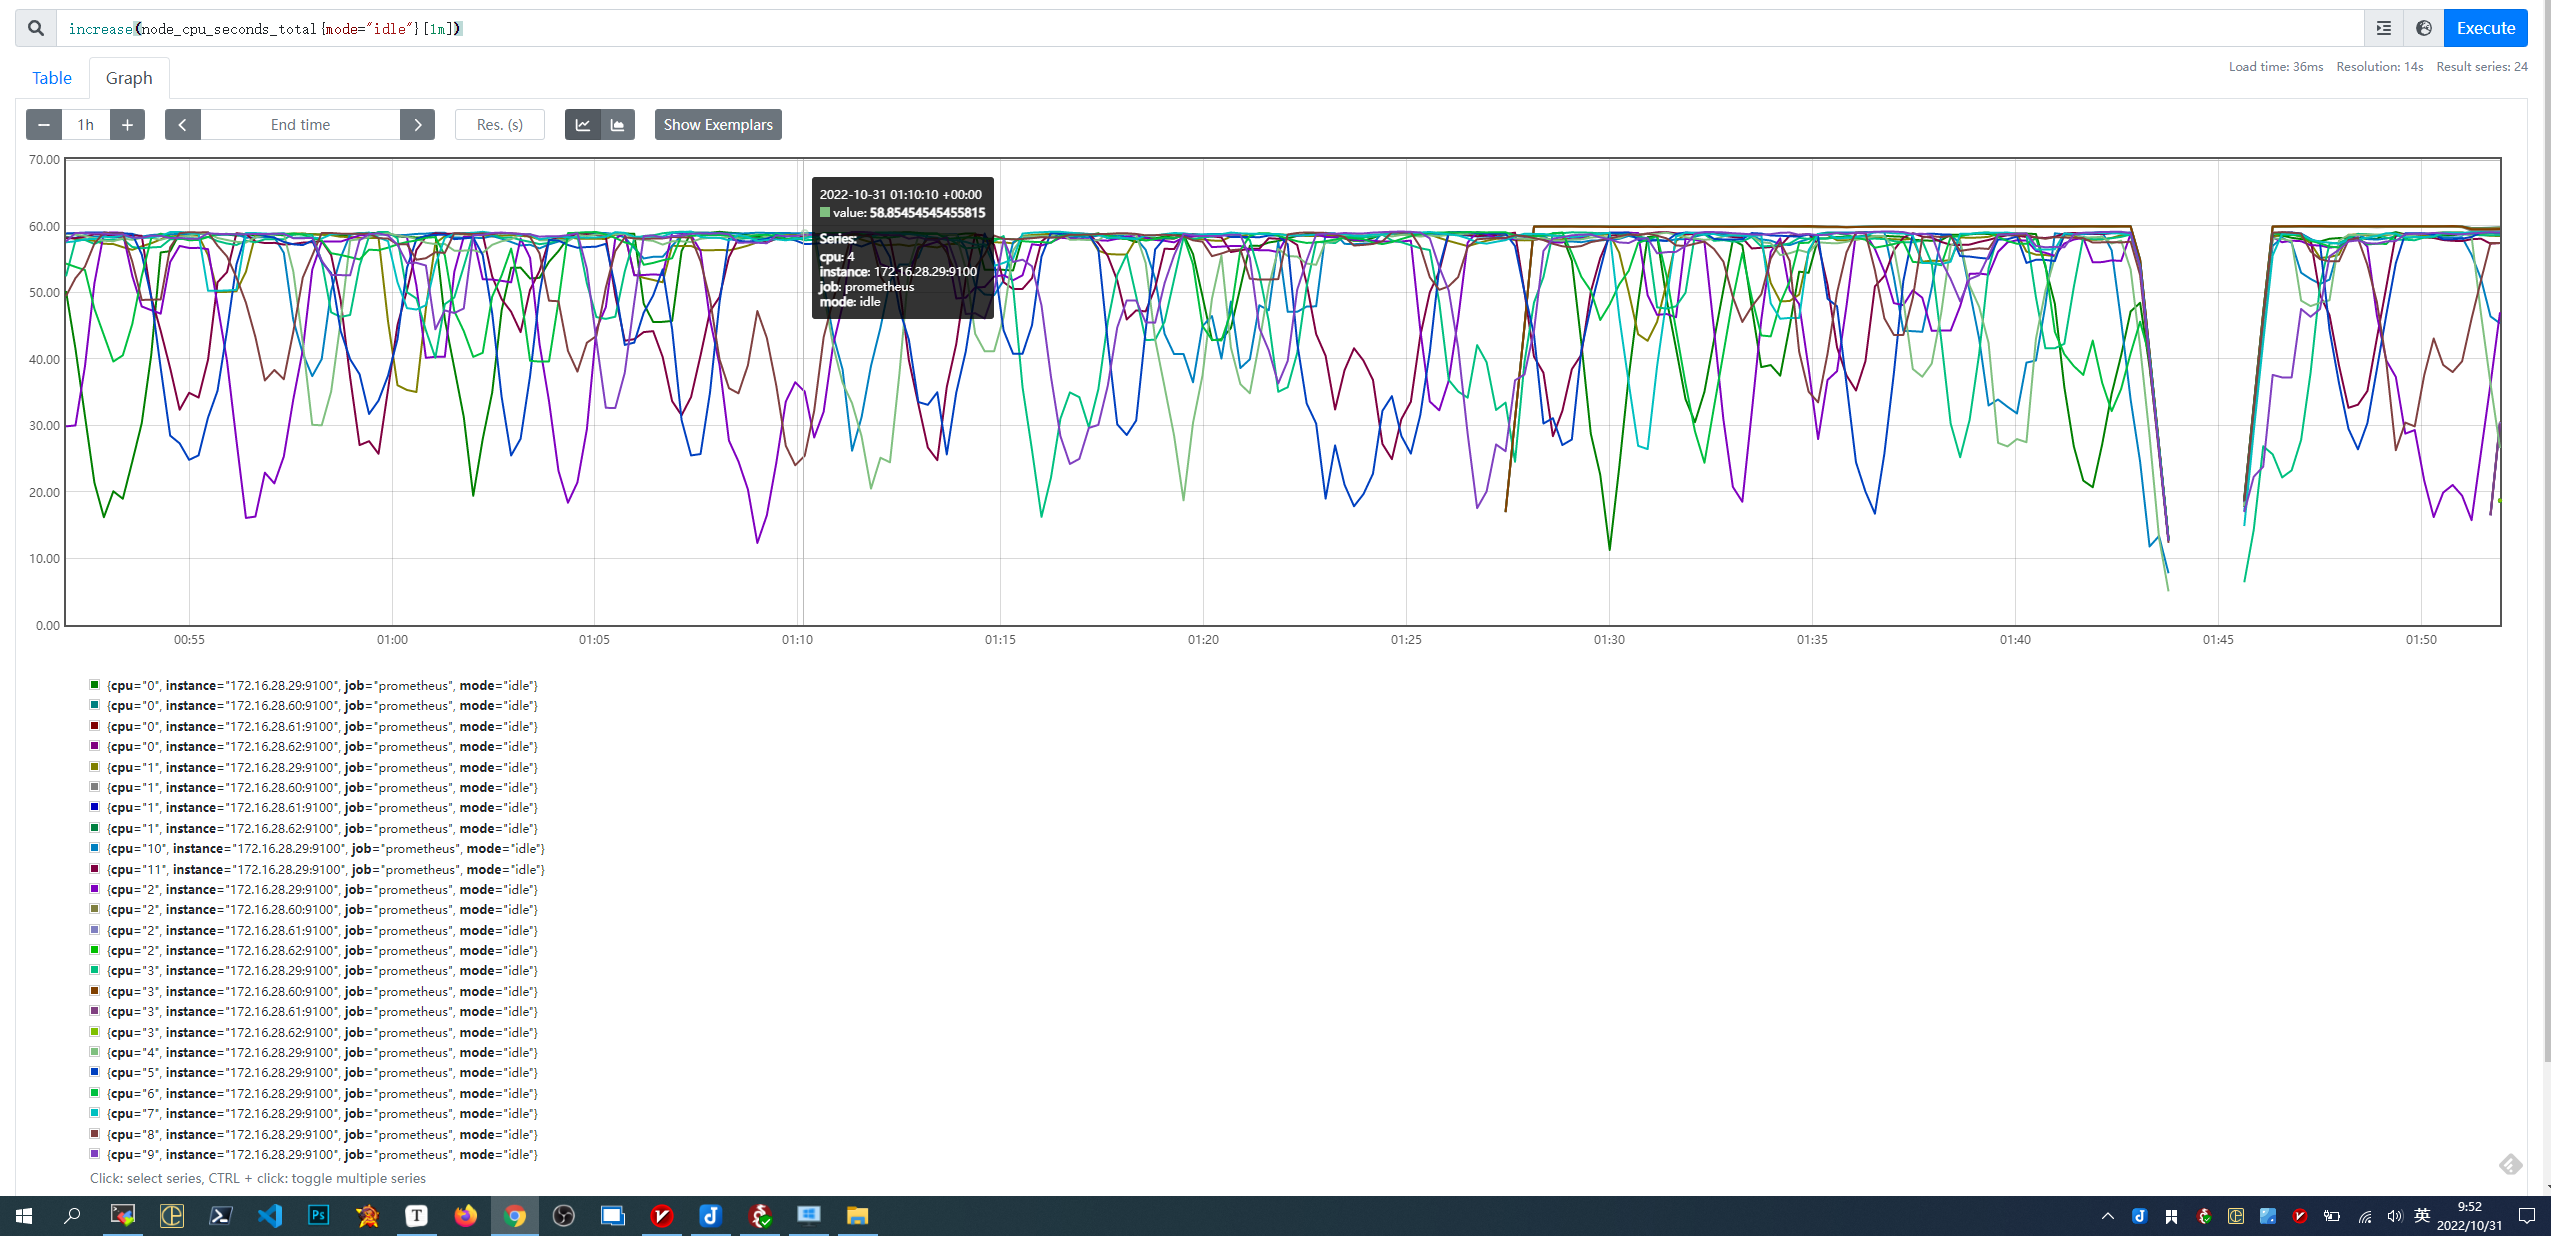 increase(node_cpu_seconds_total{mode="idle"}[1m])
Execute
Table
Graph
Load time: 36ms Resolution: 14s Result series: 24
1h
End time
Res. (s)
Show Exemplars
70.00
60.00
50.00
40.00
30.00
20.00
10.00
0.00
2022-10-31 01:10:10 +00:00
value: 58.85454545455815
Series:
cpu: 4
instance: 172.16.28.29:9100
job: prometheus
mode: idle
00:55 01:00 01:05 01:10 01:15 01:20 01:25 01:30 01:35 01:40 01:45 01:50
{cpu="0", instance="172.16.28.29:9100", job="prometheus", mode="idle"}
{cpu="0", instance="172.16.28.60:9100", job="prometheus", mode="idle"}
{cpu="0", instance="172.16.28.61:9100", job="prometheus", mode="idle"}
{cpu="0", instance="172.16.28.62:9100", job="prometheus", mode="idle"}
{cpu="1", instance="172.16.28.29:9100", job="prometheus", mode="idle"}
{cpu="1", instance="172.16.28.60:9100", job="prometheus", mode="idle"}
{cpu="1", instance="172.16.28.61:9100", job="prometheus", mode="idle"}
{cpu="1", instance="172.16.28.62:9100", job="prometheus", mode="idle"}
{cpu="10", instance="172.16.28.29:9100", job="prometheus", mode="idle"}
{cpu="11", instance="172.16.28.29:9100", job="prometheus", mode="idle"}
{cpu="2", instance="172.16.28.29:9100", job="prometheus", mode="idle"}
{cpu="2", instance="172.16.28.60:9100", job="prometheus", mode="idle"}
{cpu="2", instance="172.16.28.61:9100", job="prometheus", mode="idle"}
{cpu="2", instance="172.16.28.62:9100", job="prometheus", mode="idle"}
{cpu="3", instance="172.16.28.29:9100", job="prometheus", mode="idle"}
{cpu="3", instance="172.16.28.60:9100", job="prometheus", mode="idle"}
{cpu="3", instance="172.16.28.61:9100", job="prometheus", mode="idle"}
{cpu="3", instance="172.16.28.62:9100", job="prometheus", mode="idle"}
{cpu="4", instance="172.16.28.29:9100", job="prometheus", mode="idle"}
{cpu="5", instance="172.16.28.29:9100", job="prometheus", mode="idle"}
{cpu="6", instance="172.16.28.29:9100", job="prometheus", mode="idle"}
{cpu="7", instance="172.16.28.29:9100", job="prometheus", mode="idle"}
{cpu="8", instance="172.16.28.29:9100", job="prometheus", mode="idle"}
{cpu="9", instance="172.16.28.29:9100", job="prometheus", mode="idle"}
Click: select series, CTRL + click: toggle multiple series
Ps
T
英
9:52
2022/10/31